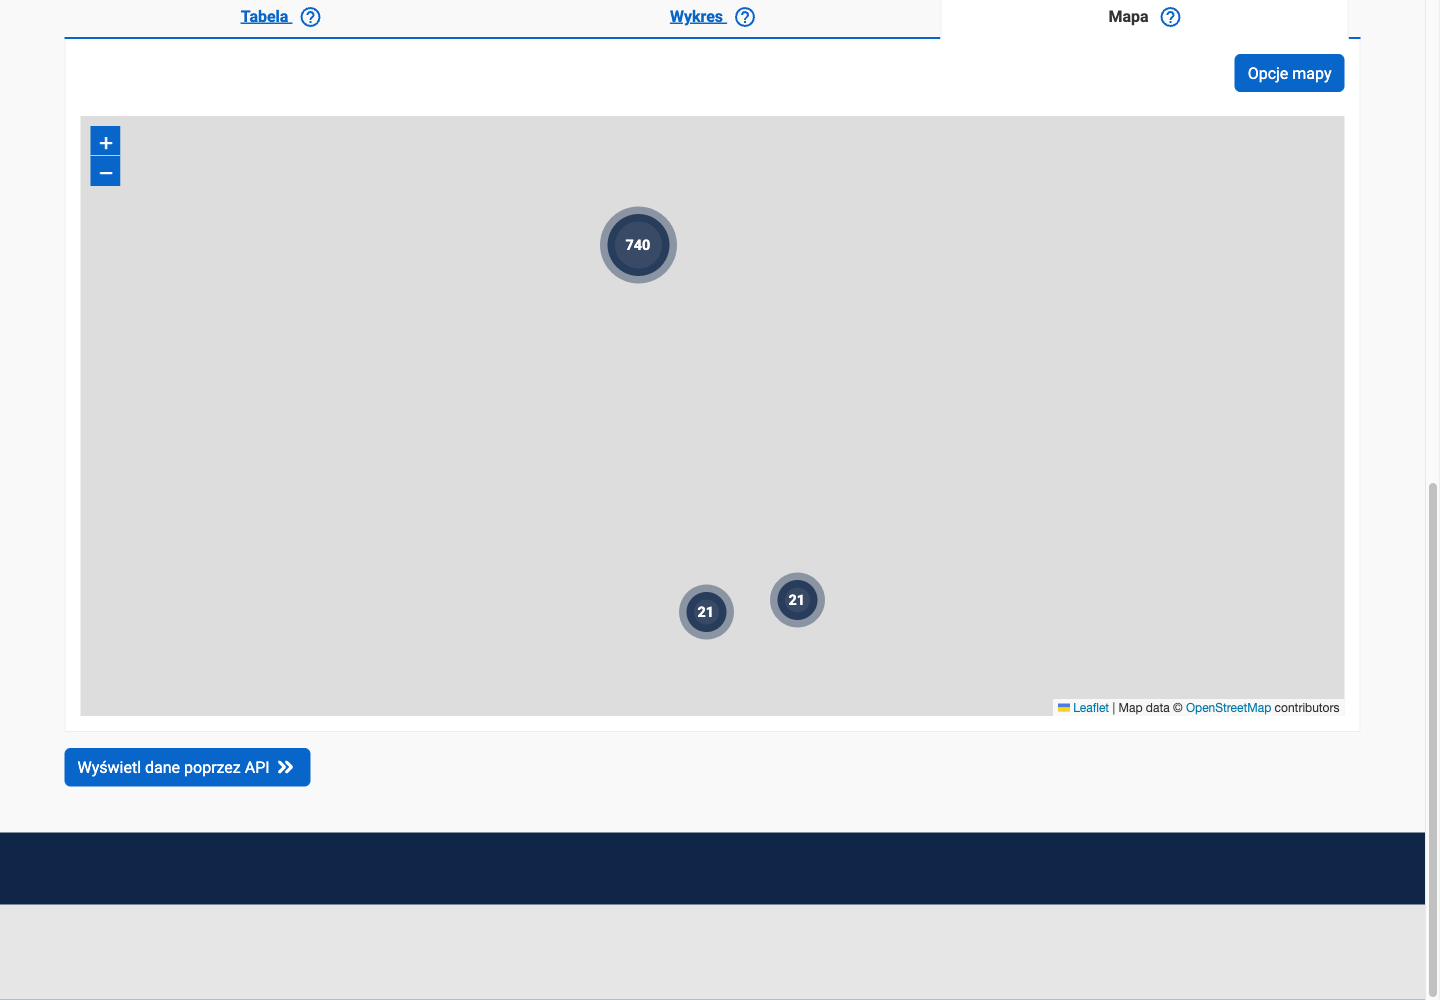 Tabela
Wykres
Mapa
Opcje mapy
+
−
740
21
21
Leaflet | Map data © OpenStreetMap contributors
Wyświetl dane poprzez API